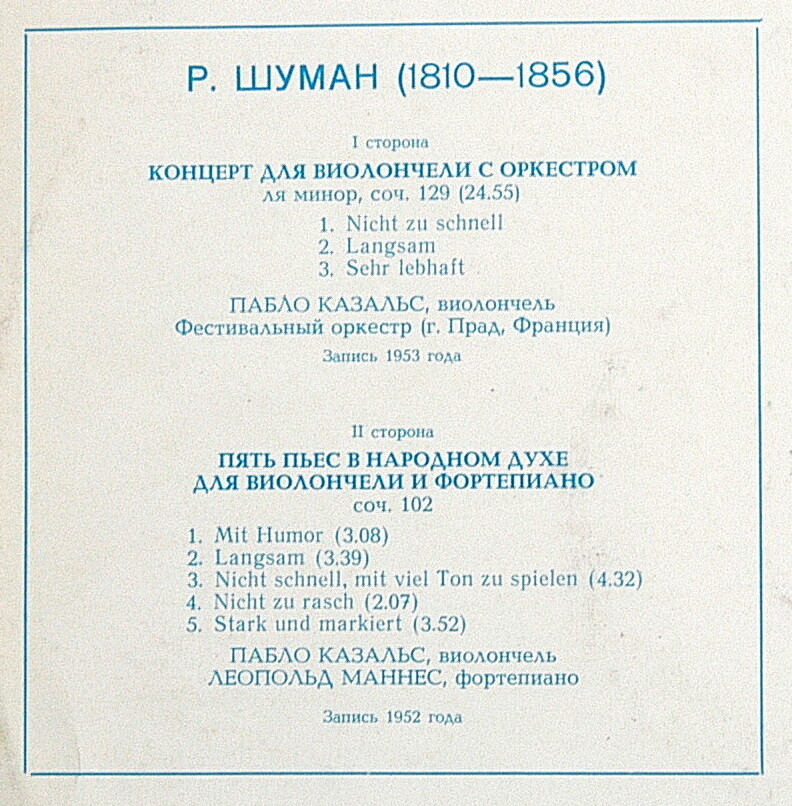 Р. ШУМАН (1810—1856)
I сторона
КОНЦЕРТ ДЛЯ ВИОЛОНЧЕЛИ С ОРКЕСТРОМ
ля минор, соч. 129 (24.55)
1. Nicht zu schnell
2. Langsam
3. Sehr lebhaft
ПАБЛО КАЗАЛЬС, виолончель
Фестивальный оркестр (г. Прад, Франция)
Запись 1953 года
II сторона
ПЯТЬ ПЬЕС В НАРОДНОМ ДУХЕ
ДЛЯ ВИОЛОНЧЕЛИ И ФОРТЕПИАНО
соч. 102
1. Mit Humor (3.08)
2. Langsam (3.39)
3. Nicht schnell, mit viel Ton zu spielen (4.32)
4. Nicht zu rasch (2.07)
5. Stark und markiert (3.52)
ПАБЛО КАЗАЛЬС, виолончель
ЛЕОПОЛЬД МАННЕС, фортепиано
Запись 1952 года